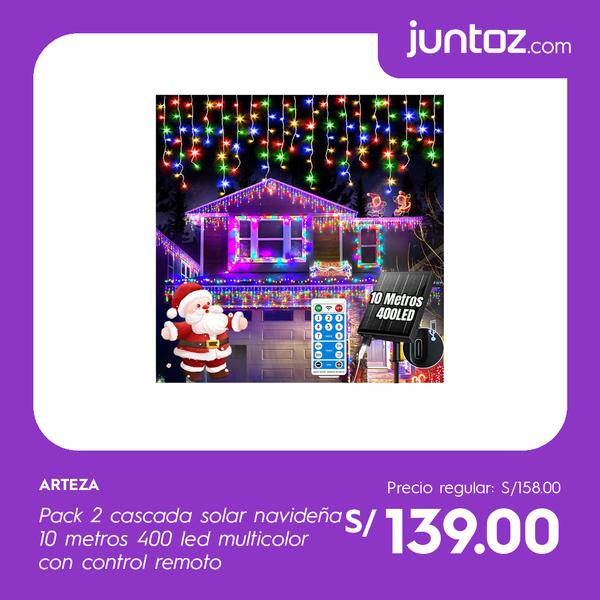 juntoz.com
10 Metros
400LED
ARTEZA
Precio regular: S/158.00
Pack 2 cascada solar navideña
10 metros 400 led multicolor
con control remoto
S/ 139.00